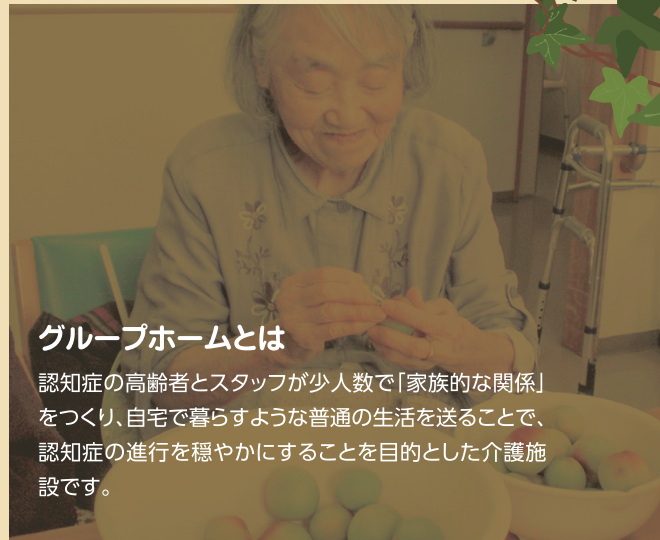 グループホームとは
認知症の高齢者とスタッフが少人数で「家族的な関係」
をつくり、自宅で暮らすような普通の生活を送ることで、
認知症の進行を穏やかにすることを目的とした介護施
設です。